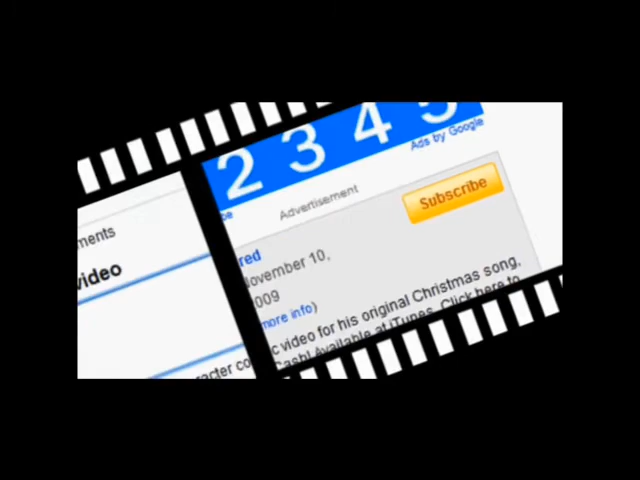 2 3 4 5
Ads by Google
Advertisement
Subscribe
red
November 10,
009
more info)
c video for his original Christmas song,
Cash! Available at iTunes. Click here to
ments
video
racter co